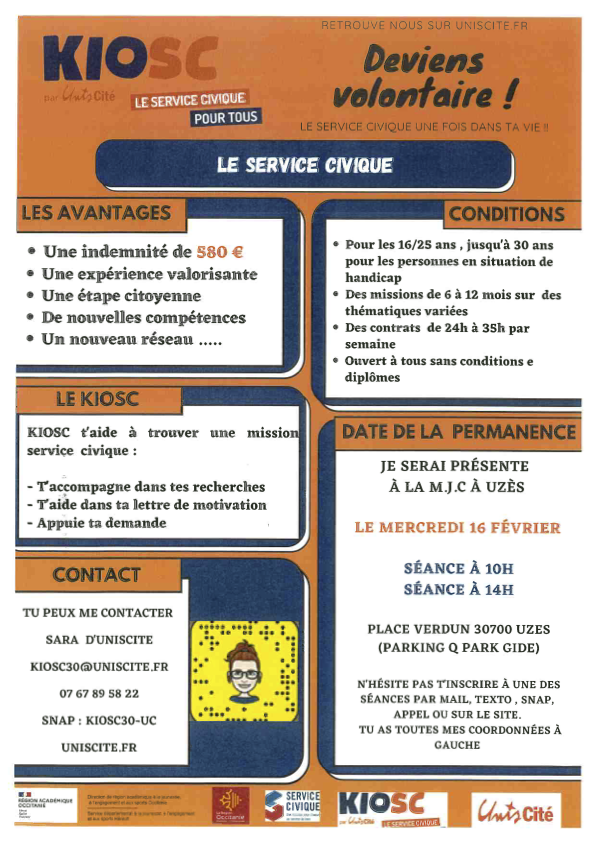 RETROUVE NOUS SUR UNISCITE.FR
KIOSC
par Unis Cité
LE SERVICE CIVIQUE
POUR TOUS
Deviens
volontaire !
LE SERVICE CIVIQUE UNE FOIS DANS TA VIE !!
LE SERVICE CIVIQUE
LES AVANTAGES
• Une indemnité de 580 €
• Une expérience valorisante
• Une étape citoyenne
• De nouvelles compétences
• Un nouveau réseau .....
CONDITIONS
• Pour les 16/25 ans , jusqu'à 30 ans
pour les personnes en situation de
handicap
• Des missions de 6 à 12 mois sur des
thématiques variées
• Des contrats de 24h à 35h par
semaine
• Ouvert à tous sans conditions e
diplômes
LE KIOSC
KIOSC t'aide à trouver une mission
service civique :
- T'accompagne dans tes recherches
- T'aide dans ta lettre de motivation
- Appuie ta demande
DATE DE LA PERMANENCE
JE SERAI PRÉSENTE
À LA M.J.C À UZÈS
LE MERCREDI 16 FÉVRIER
SÉANCE À 10H
SÉANCE À 14H
PLACE VERDUN 30700 UZES
(PARKING Q PARK GIDE)
N'HÉSITE PAS T'INSCRIRE À UNE DES
SÉANCES PAR MAIL, TEXTO , SNAP,
APPEL OU SUR LE SITE.
TU AS TOUTES MES COORDONNÉES À
GAUCHE
CONTACT
TU PEUX ME CONTACTER
SARA D'UNISCITE
KIOSC30@UNISCITE.FR
07 67 89 58 22
SNAP : KIOSC30-UC
UNISCITE.FR
RÉGION ACADÉMIQUE
OCCITANIE
Occitanie
SERVICE
CIVIQUE
KIOSC
par Unis Cité
LE SERVICE CIVIQUE
Unis Cité